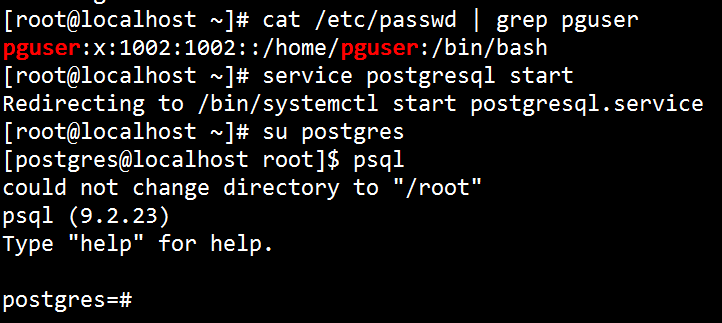 [root@localhost ~]# cat /etc/passwd | grep pguser
pguser:x:1002:1002::/home/pguser:/bin/bash
[root@localhost ~]# service postgresql start
Redirecting to /bin/systemctl start postgresql.service
[root@localhost ~]# su postgres
[postgres@localhost root]$ psql
could not change directory to "/root"
psql (9.2.23)
Type "help" for help.
postgres=#